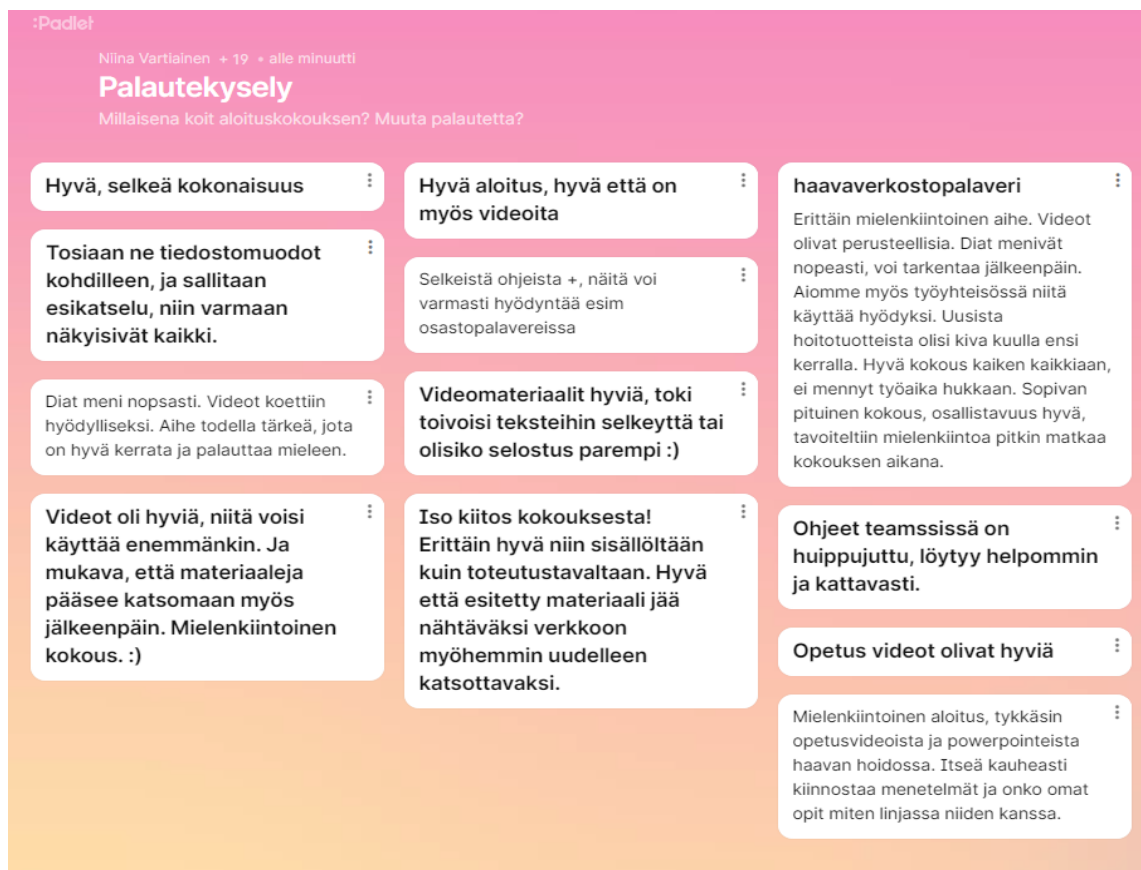 :Padlet
Niina Vartiainen + 19 • alle minuutti
Palautekysely
Millaisena koit aloituskokouksen? Muuta palautetta?
Hyvä, selkeä kokonaisuus
Tosiaan ne tiedostomuodot
kohdilleen, ja sallitaan
esikatselu, niin varmaan
näkyisivät kaikki.
Diat meni nopsasti. Videot koettiin
hyödylliseksi. Aihe todella tärkeä, jota
on hyvä kerrata ja palauttaa mieleen.
Videot oli hyviä, niitä voisi
käyttää enemmänkin. Ja
mukava, että materiaaleja
pääsee katsomaan myös
jälkeenpäin. Mielenkiintoinen
kokous. :)
Hyvä aloitus, hyvä että on
myös videoita
Selkeistä ohjeista +, näitä voi
varmasti hyödyntää esim
osastopalavereissa
Videomateriaalit hyviä, toki
toivoisi teksteihin selkeyttä tai
olisiko selostus parempi :)
Iso kiitos kokouksesta!
Erittäin hyvä niin sisällöltään
kuin toteutustavaltaan. Hyvä
että esitetty materiaali jää
nähtäväksi verkkoon
myöhemmin uudelleen
katsottavaksi.
haavaverkostopalaveri
Erittäin mielenkiintoinen aihe. Videot
olivat perusteellisia. Diat menivät
nopeasti, voi tarkentaa jälkeenpäin.
Aiomme myös työyhteisössä niitä
käyttää hyödyksi. Uusista
hoitotuotteista olisi kiva kuulla ensi
kerralla. Hyvä kokous kaiken kaikkiaan,
ei mennyt työaika hukkaan. Sopivan
pituinen kokous, osallistavuus hyvä,
tavoiteltiin mielenkiintoa pitkin matkaa
kokouksen aikana.
Ohjeet teamssissä on
huippujuttu, löytyy helpommin
ja kattavasti.
Opetus videot olivat hyviä
Mielenkiintoinen aloitus, tykkäsin
opetusvideoista ja powerpointeista
haavan hoidossa. Itseä kauheasti
kiinnostaa menetelmät ja onko omat
opit miten linjassa niiden kanssa.